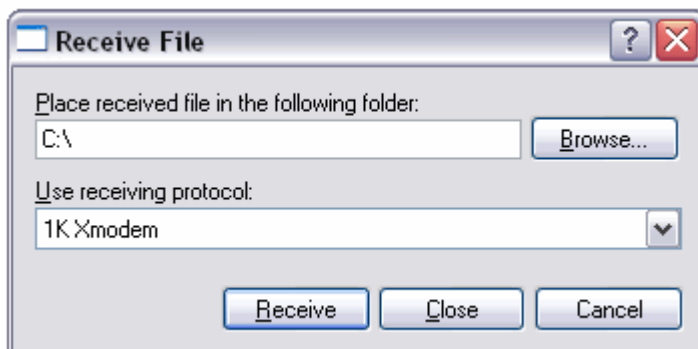 Receive File
Place received file in the following folder:
C:\
Browse...
Use receiving protocol:
1K Xmodem
Receive
Close
Cancel